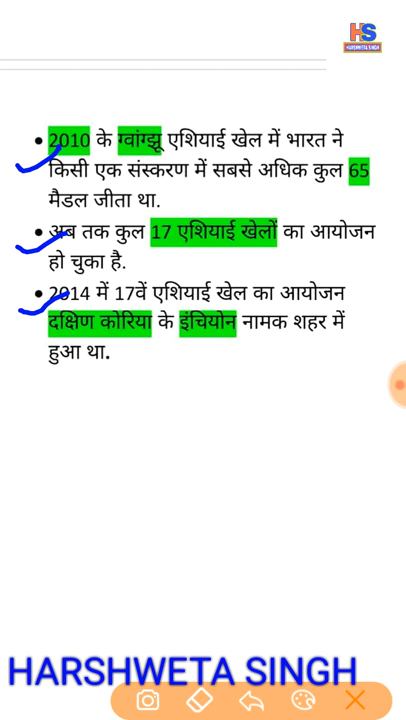 HS
HARSHWETA SINGH
• 2010 के ग्वांग्झू एशियाई खेल में भारत ने
किसी एक संस्करण में सबसे अधिक कुल 65
मैडल जीता था.
• अब तक कुल 17 एशियाई खेलों का आयोजन
हो चुका है.
• 2014 में 17वें एशियाई खेल का आयोजन
दक्षिण कोरिया के इंचियोन नामक शहर में
हुआ था.
HARSHWETA SINGH